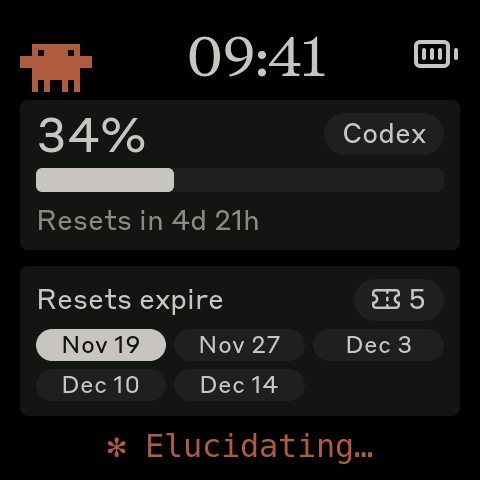 09:41
34% Codex
Resets in 4d 21h
Resets expire 5
Nov 19 Nov 27 Dec 3
Dec 10 Dec 14
✻ Elucidating…